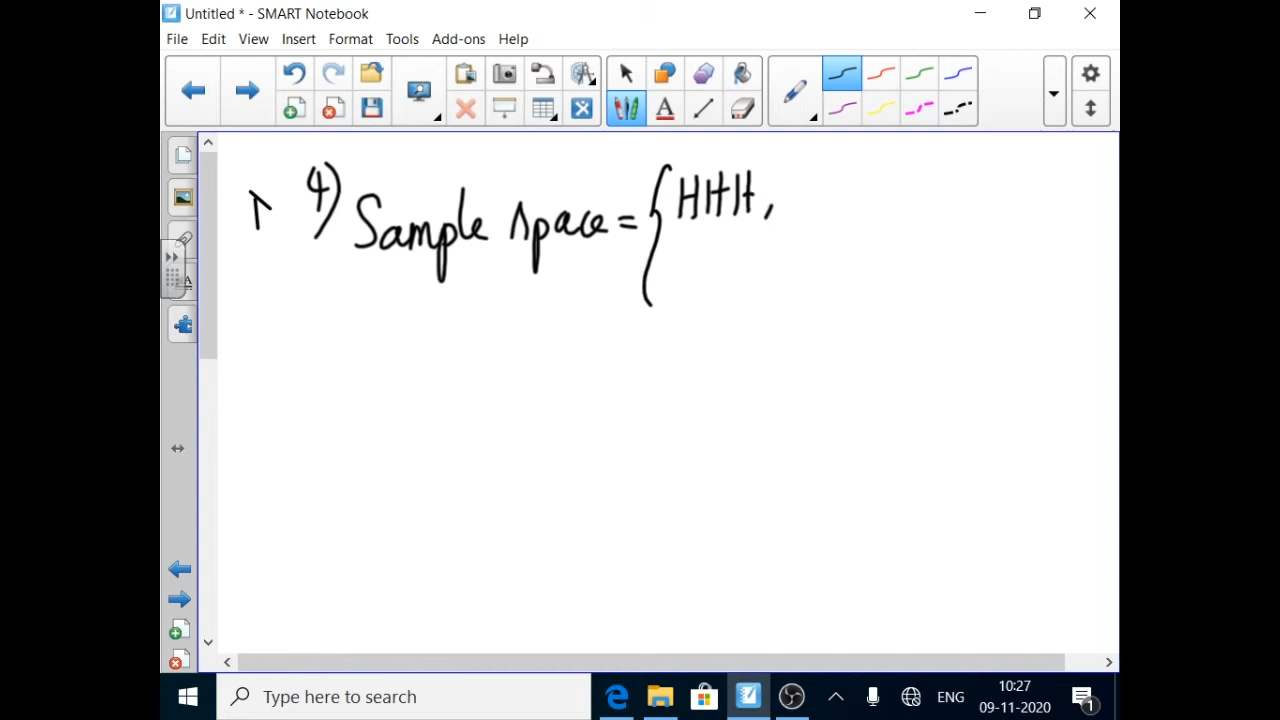 Untitled * - SMART Notebook
File Edit View Insert Format Tools Add-ons Help
4) Sample space = { HHH,
Type here to search
ENG
10:27
09-11-2020
1